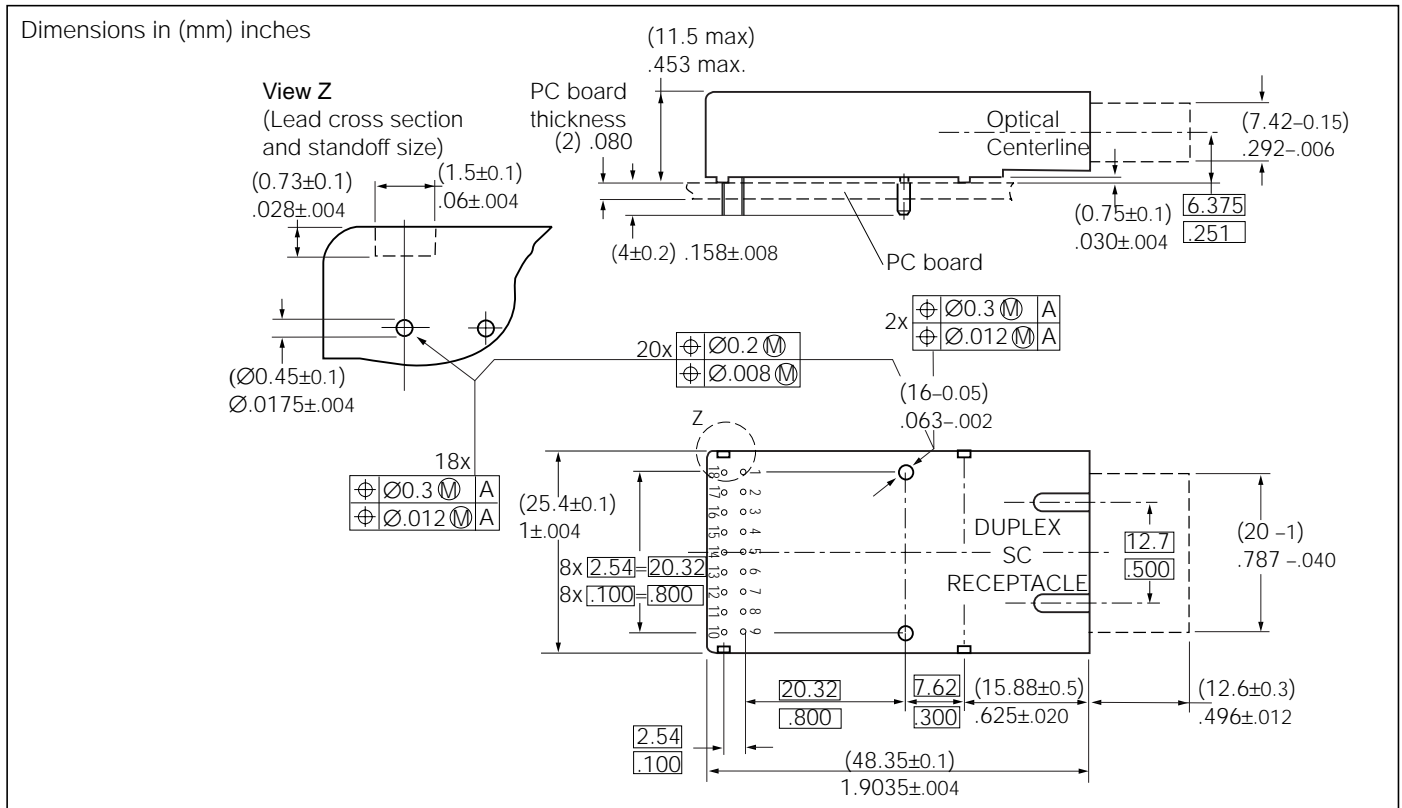 Dimensions in (mm) inches
View Z
(Lead cross section
and standoff size)
(0.73±0.1)
.028±.004
(1.5±0.1)
.06±.004
(Ø0.45±0.1)
Ø.0175±.004
PC board
thickness
(2) .080
(11.5 max)
.453 max.
Optical
Centerline
(7.42–0.15)
.292–.006
(0.75±0.1)
.030±.004
6.375
.251
(4±0.2) .158±.008
PC board
2x
Ø0.3 Ⓜ A
Ø.012 Ⓜ A
20x
Ø0.2 Ⓜ
Ø.008 Ⓜ
(16–0.05)
.063–.002
18x
Ø0.3 Ⓜ A
Ø.012 Ⓜ A
Z
(25.4±0.1)
1±.004
18 1
17 2
16 3
15 4
14 5
13 6
12 7
11 8
10 9
8x 2.54=20.32
8x .100=.800
DUPLEX
SC
RECEPTACLE
12.7
.500
(20 –1)
.787 –.040
20.32
.800
7.62
.300
(15.88±0.5)
.625±.020
(12.6±0.3)
.496±.012
2.54
.100
(48.35±0.1)
1.9035±.004